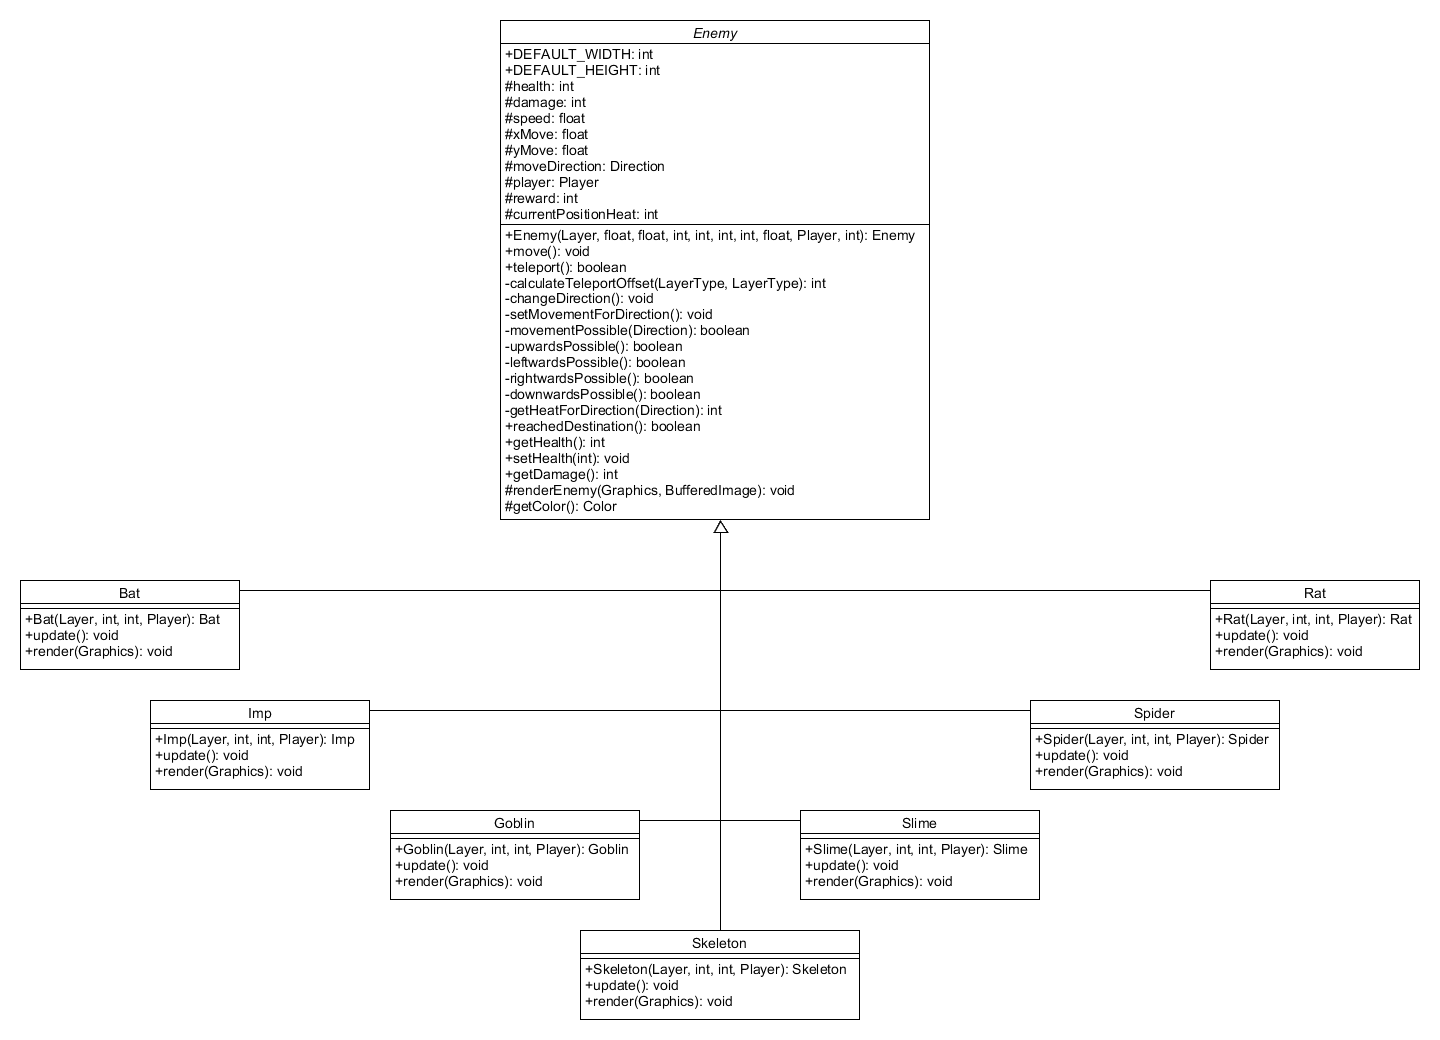 Enemy
+DEFAULT_WIDTH: int
+DEFAULT_HEIGHT: int
#health: int
#damage: int
#speed: float
#xMove: float
#yMove: float
#moveDirection: Direction
#player: Player
#reward: int
#currentPositionHeat: int
+Enemy(Layer, float, float, int, int, int, int, float, Player, int): Enemy
+move(): void
+teleport(): boolean
-calculateTeleportOffset(LayerType, LayerType): int
-changeDirection(): void
-setMovementForDirection(): void
-movementPossible(Direction): boolean
-upwardsPossible(): boolean
-leftwardsPossible(): boolean
-rightwardsPossible(): boolean
-downwardsPossible(): boolean
-getHeatForDirection(Direction): int
+reachedDestination(): boolean
+getHealth(): int
+setHealth(int): void
+getDamage(): int
#renderEnemy(Graphics, BufferedImage): void
#getColor(): Color
Bat
+Bat(Layer, int, int, Player): Bat
+update(): void
+render(Graphics): void
Rat
+Rat(Layer, int, int, Player): Rat
+update(): void
+render(Graphics): void
Imp
+Imp(Layer, int, int, Player): Imp
+update(): void
+render(Graphics): void
Spider
+Spider(Layer, int, int, Player): Spider
+update(): void
+render(Graphics): void
Goblin
+Goblin(Layer, int, int, Player): Goblin
+update(): void
+render(Graphics): void
Slime
+Slime(Layer, int, int, Player): Slime
+update(): void
+render(Graphics): void
Skeleton
+Skeleton(Layer, int, int, Player): Skeleton
+update(): void
+render(Graphics): void